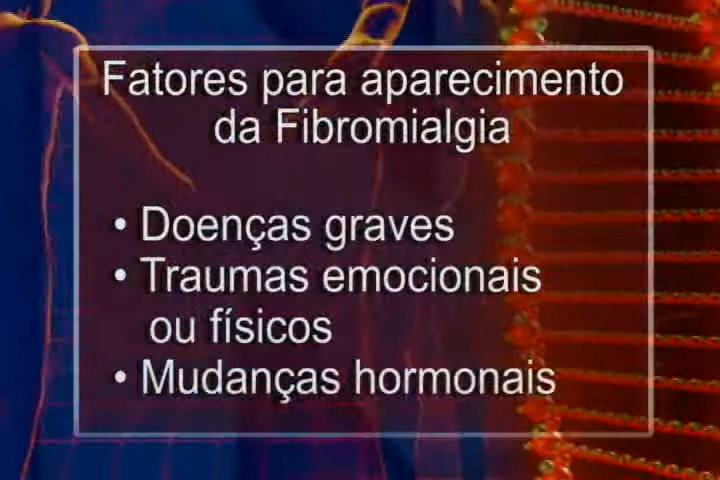 Fatores para aparecimento
da Fibromialgia
• Doenças graves
• Traumas emocionais
ou físicos
• Mudanças hormonais